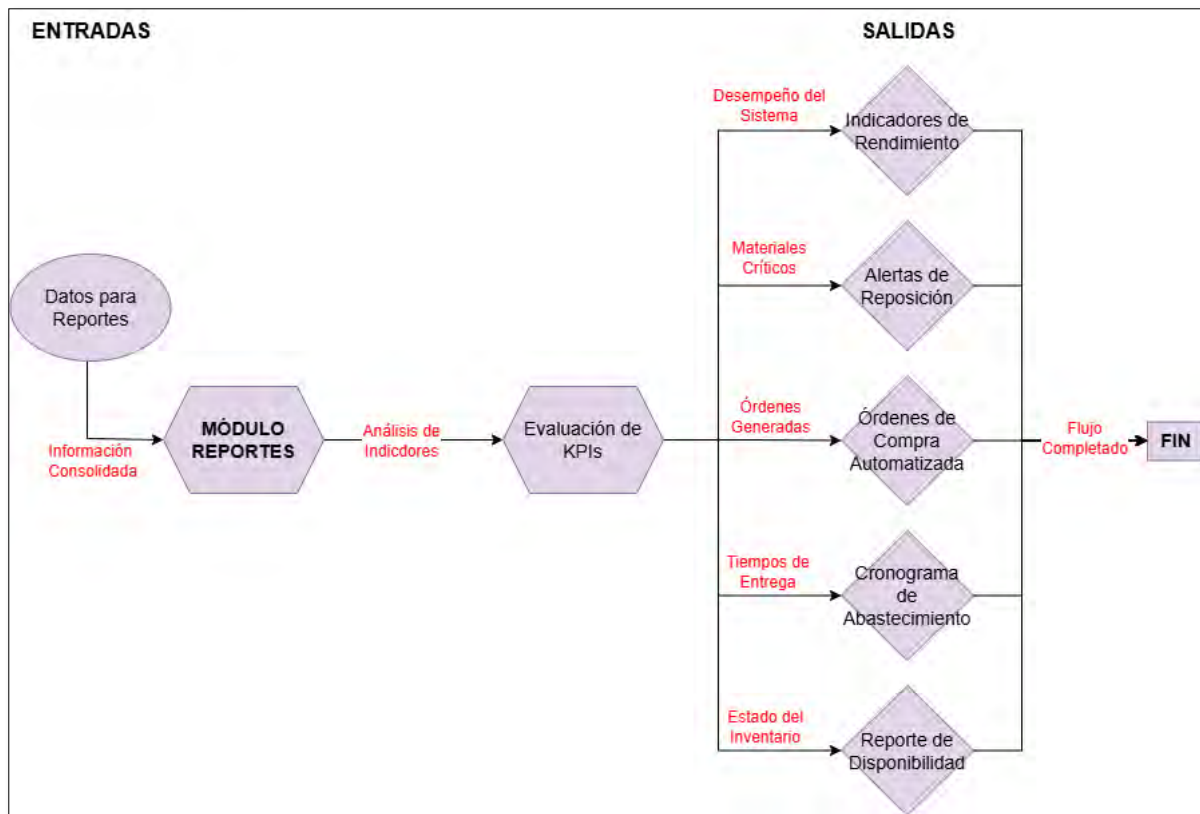 ENTRADAS
SALIDAS
Desempeño del
Sistema
Indicadores de
Rendimiento
Materiales
Críticos
Alertas de
Reposición
Datos para
Reportes
Información
Consolidada
MÓDULO
REPORTES
Análisis de
Indicdores
Evaluación de
KPIs
Órdenes
Generadas
Órdenes de
Compra
Automatizada
Flujo
Completado
FIN
Tiempos de
Entrega
Cronograma
de
Abastecimiento
Estado del
Inventario
Reporte de
Disponibilidad